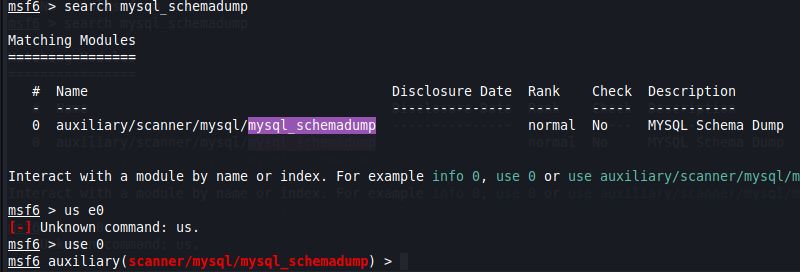 msf6 > search mysql_schemadump
Matching Modules
================
# Name Disclosure Date Rank Check Description
- ---- --------------- ---- ----- -----------
0 auxiliary/scanner/mysql/mysql_schemadump normal No MYSQL Schema Dump
Interact with a module by name or index. For example info 0, use 0 or use auxiliary/scanner/mysql/m
msf6 > us e0
[-] Unknown command: us.
msf6 > use 0
msf6 auxiliary(scanner/mysql/mysql_schemadump) >